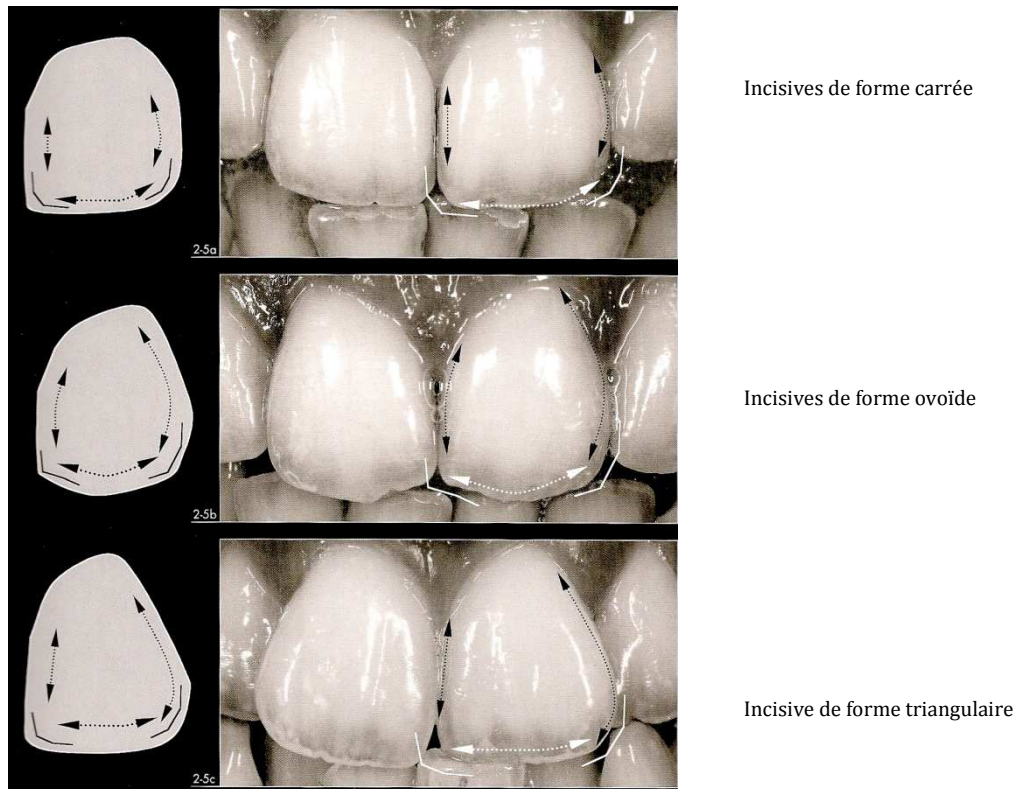 Incisives de forme carrée
2-5a
Incisives de forme ovoïde
2-5b
Incisive de forme triangulaire
2-5c